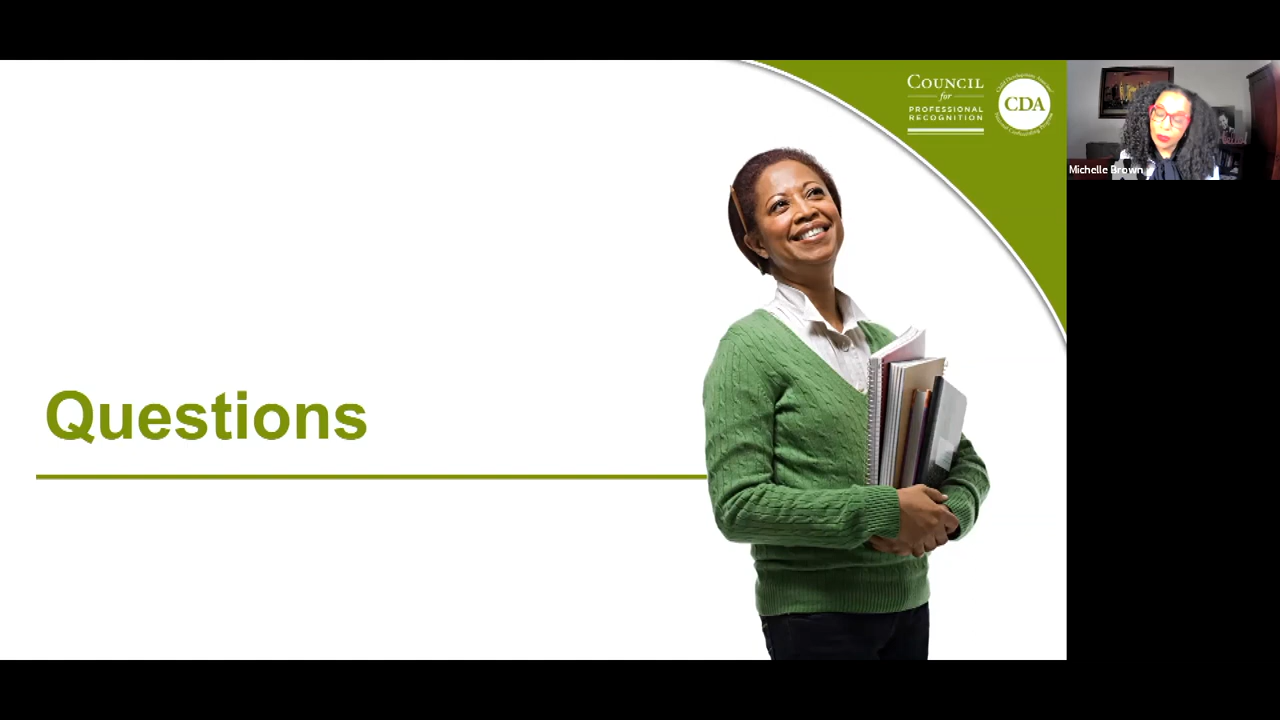 COUNCIL
for
PROFESSIONAL
RECOGNITION
CDA
Michelle Brown
Questions